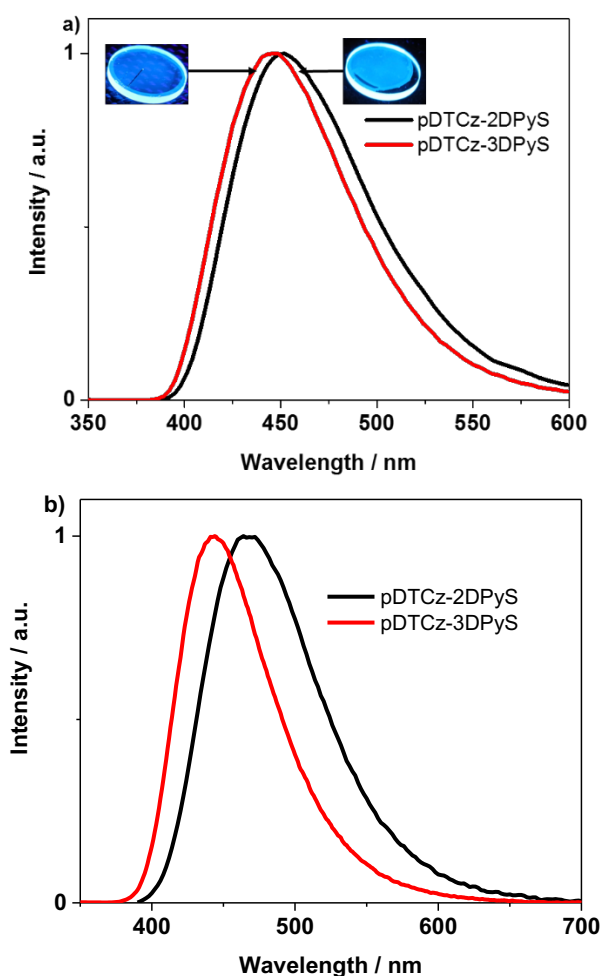 a)
1
pDTCz-2DPyS
pDTCz-3DPyS
Intensity / a.u.
0
350 400 450 500 550 600
Wavelength / nm
b)
1
pDTCz-2DPyS
pDTCz-3DPyS
Intensity / a.u.
0
400 500 600 700
Wavelength / nm